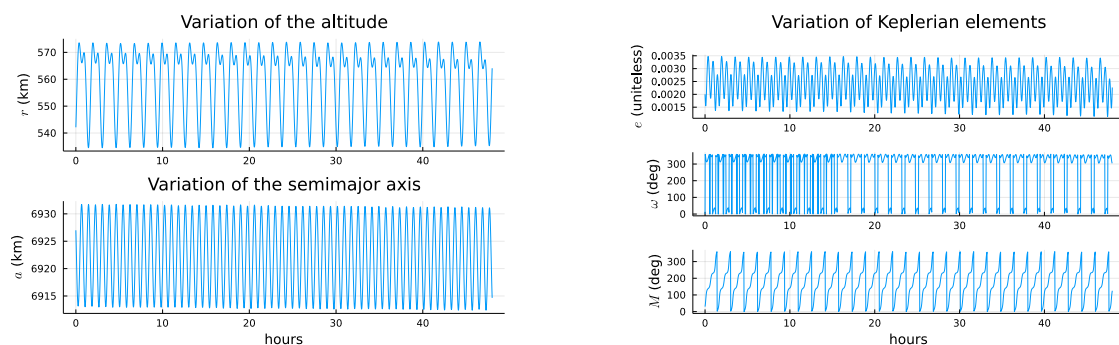 Variation of the altitude
r (km)
570
560
550
540
0 10 20 30 40
Variation of the semimajor axis
a (km)
6930
6925
6920
6915
0 10 20 30 40
hours
Variation of Keplerian elements
e (uniteless)
0.0035
0.0030
0.0025
0.0020
0.0015
0 10 20 30 40
ω (deg
300
200
100
0
0 10 20 30 40
M (deg)
300
200
100
0
0 10 20 30 40
hours